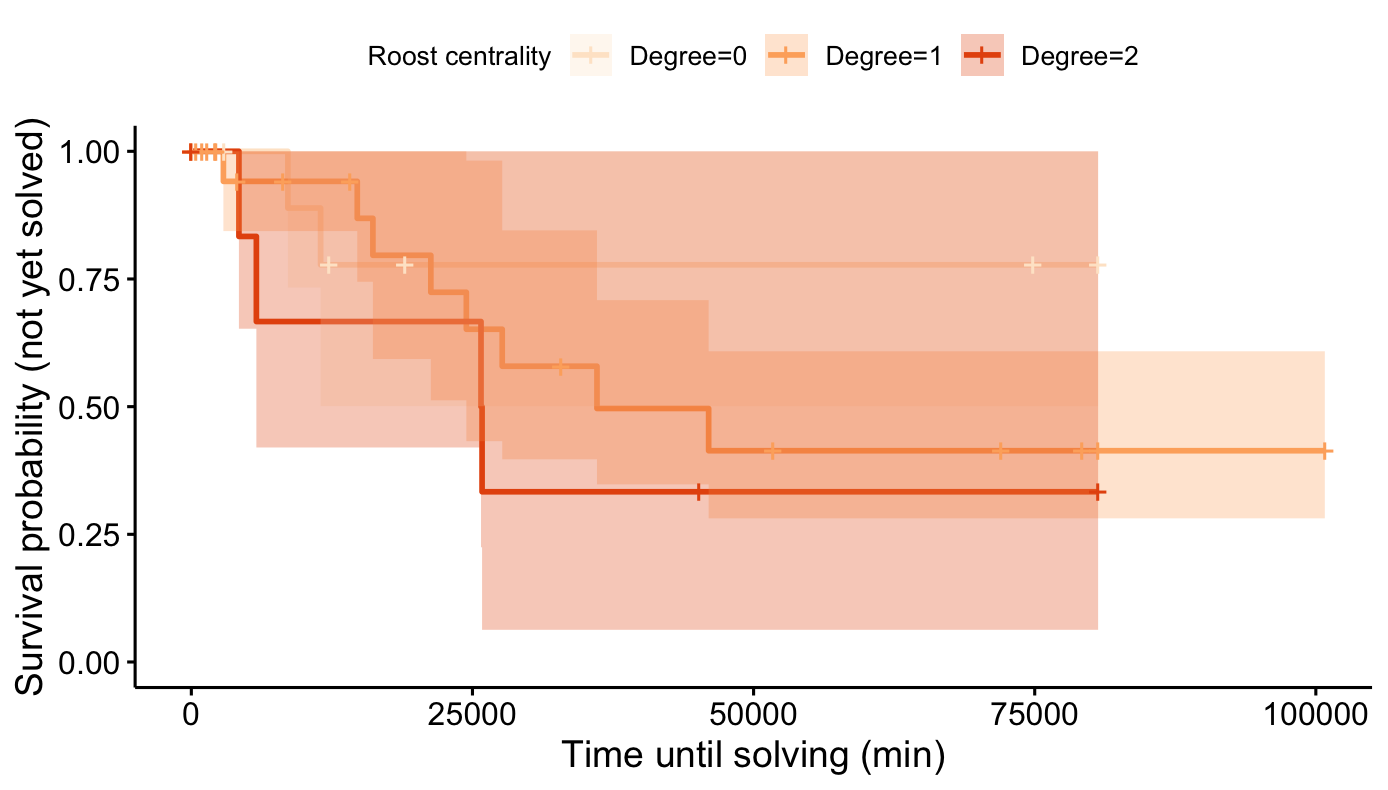 Roost centrality Degree=0 Degree=1 Degree=2
Survival probability (not yet solved)
1.00
0.75
0.50
0.25
0.00
0 25000 50000 75000 100000
Time until solving (min)